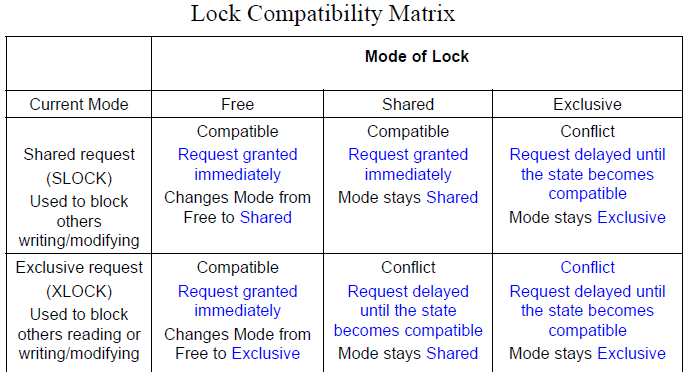 Lock Compatibility Matrix
Mode of Lock
Current Mode
Free
Shared
Exclusive
Shared request
(SLOCK)
Used to block
others
writing/modifying
Compatible
Request granted
immediately
Changes Mode from
Free to Shared
Compatible
Request granted
immediately
Mode stays Shared
Conflict
Request delayed until
the state becomes
compatible
Mode stays Exclusive
Exclusive request
(XLOCK)
Used to block
others reading or
writing/modifying
Compatible
Request granted
immediately
Changes Mode from
Free to Exclusive
Conflict
Request delayed
until the state
becomes compatible
Mode stays Shared
Conflict
Request delayed until
the state becomes
compatible
Mode stays Exclusive